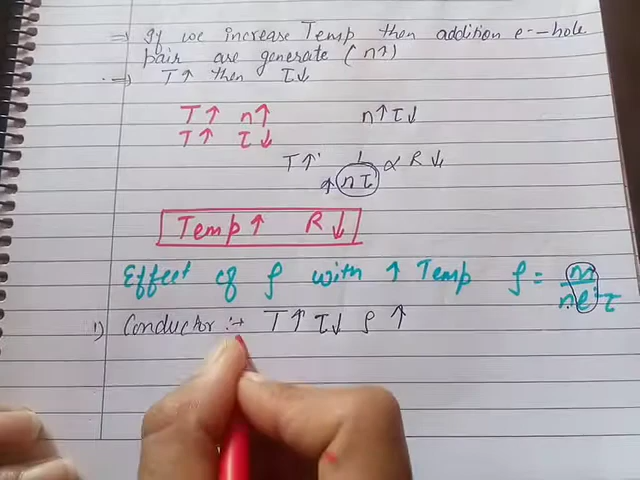 ⇒ If we increase Temp then addition e⁻-hole
pair are generate (n↑)
→ T↑ then τ↓
T↑ n↑ n↑τ↓
T↑ τ↓
T↑ 1/nτ ∝ R↓
Temp↑ R↓
Effect of ρ with ↑ Temp ρ = m/ne²τ
1) Conductor :→ T↑ τ↓ ρ ↑